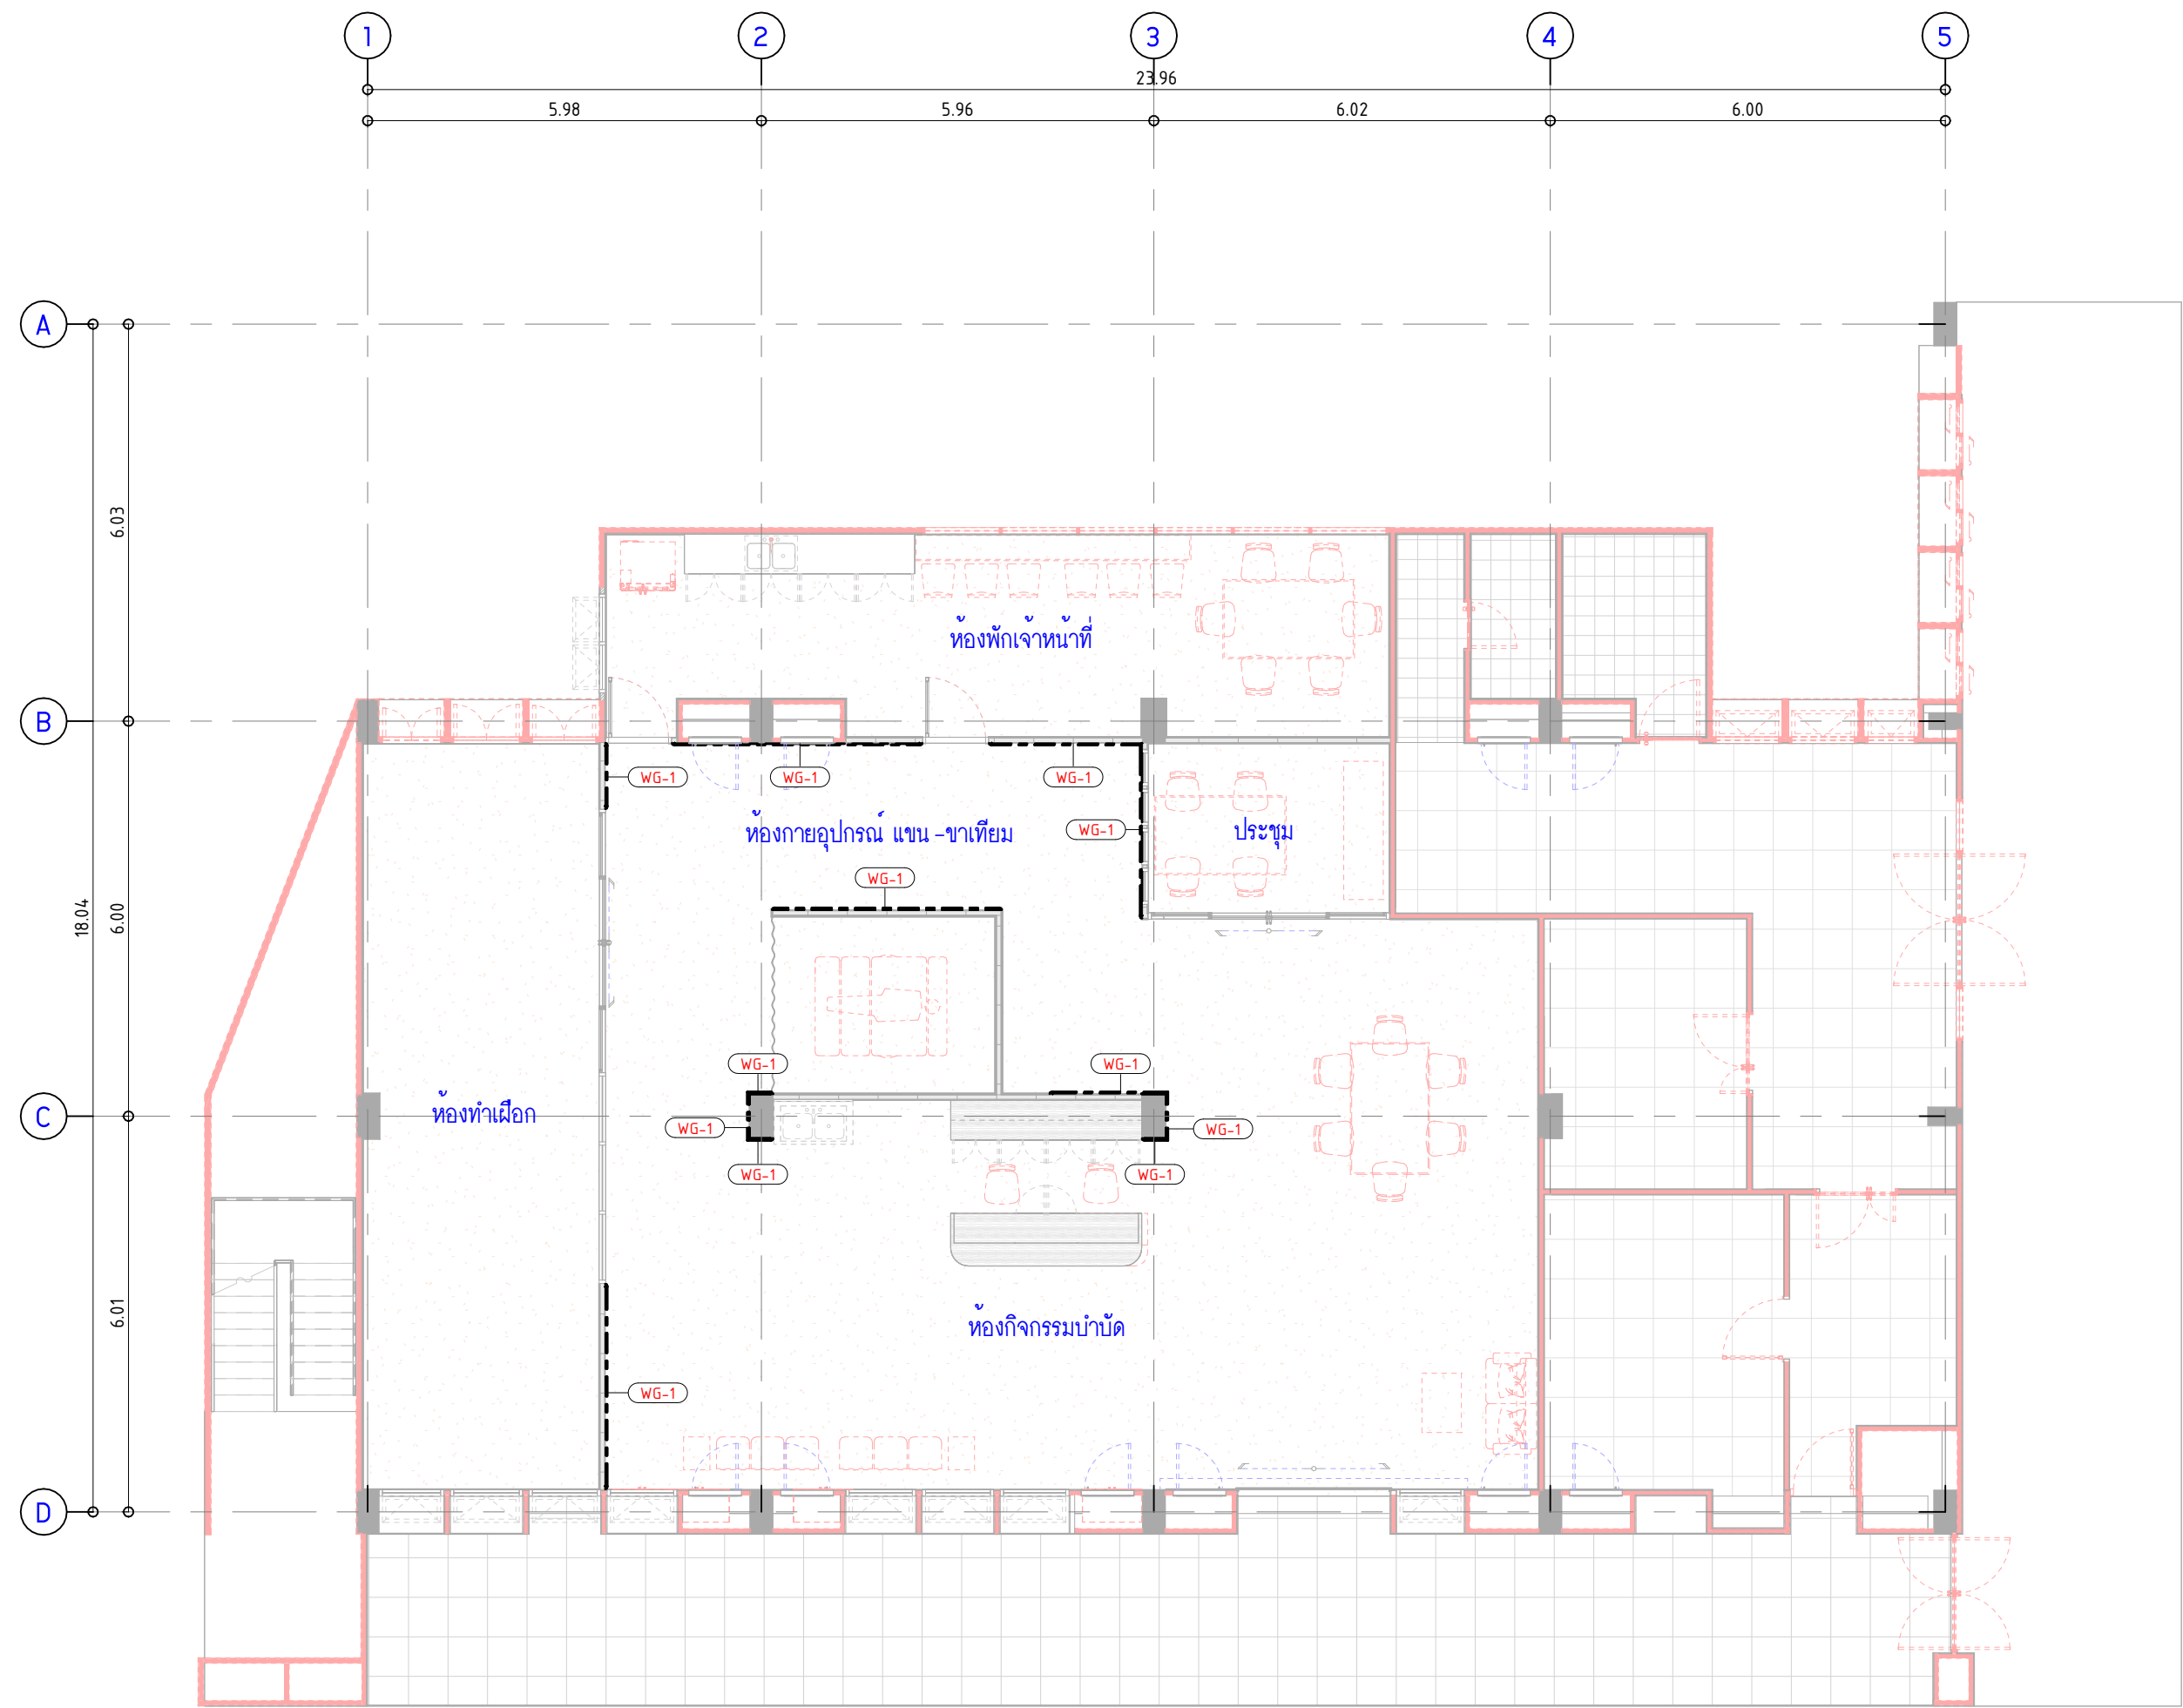 1 2 3 4 5
23.96
5.98 5.96 6.02 6.00
A
6.03
ห้องพักเจ้าหน้าที่
B
WG-1 WG-1 WG-1
ห้องกายอุปกรณ์ แขน-ขาเทียม WG-1 ประชุม
WG-1
18.04 6.00
WG-1 WG-1
C ห้องทำเฝือก WG-1 WG-1
WG-1 WG-1
6.01 ห้องกิจกรรมบำบัด
WG-1
D